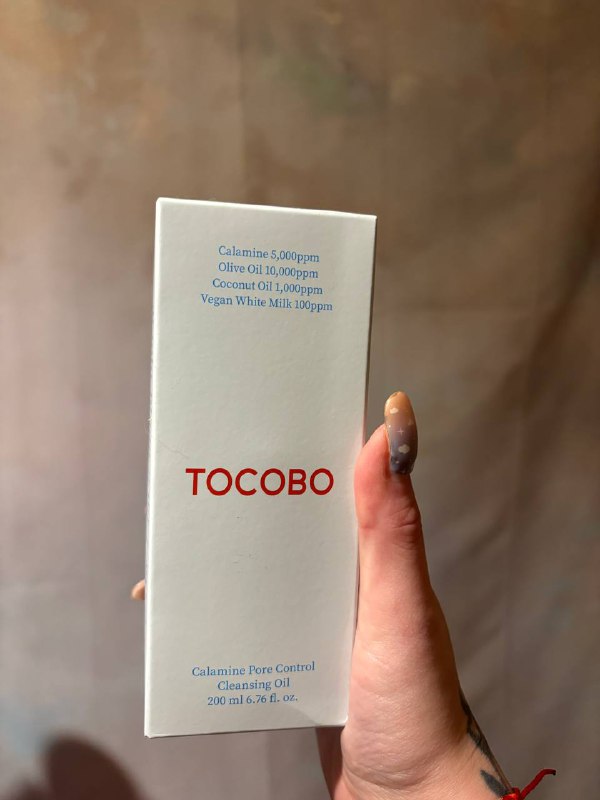 Calamine 5,000ppm
Olive Oil 10,000ppm
Coconut Oil 1,000ppm
Vegan White Milk 100ppm
TOCOBO
Calamine Pore Control
Cleansing Oil
200 ml 6.76 fl. oz.